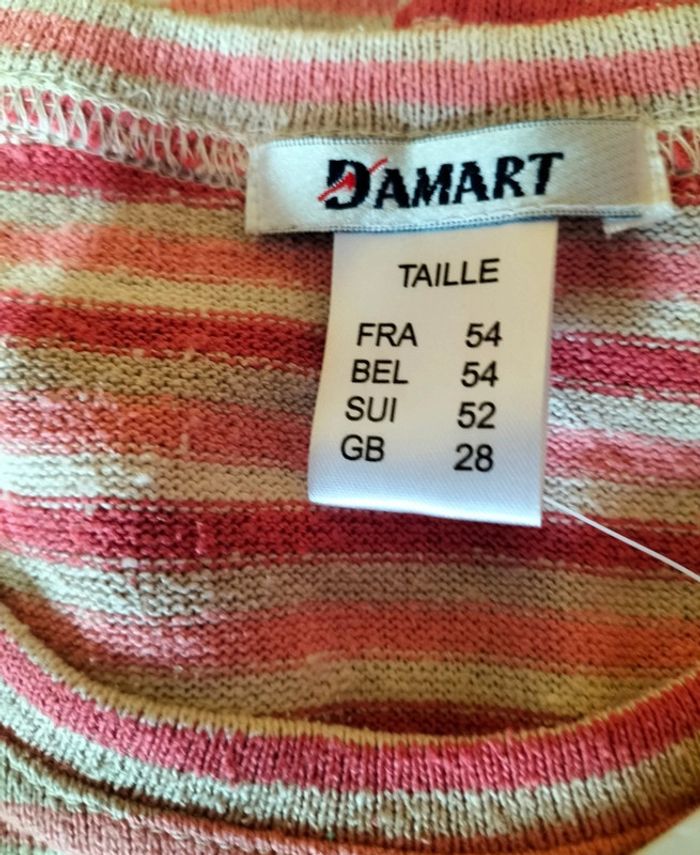 DAMART
TAILLE
FRA 54
BEL 54
SUI 52
GB 28